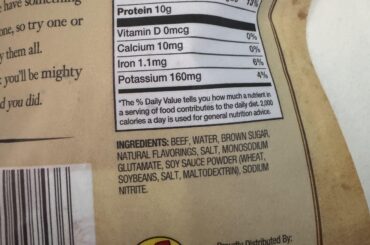 have something
one, so try one or
them all.
you'll be mighty
d you did.
13%
Protein 10g
Vitamin D 0mcg 0%
Calcium 10mg 0%
Iron 1.1mg 6%
Potassium 160mg 4%
*The % Daily Value tells you how much a nutrient in
a serving of food contributes to the daily diet. 2,000
calories a day is used for general nutrition advice.
INGREDIENTS: BEEF, WATER, BROWN SUGAR,
NATURAL FLAVORINGS, SALT, MONOSODIUM
GLUTAMATE, SOY SAUCE POWDER (WHEAT,
SOYBEANS, SALT, MALTODEXTRIN), SODIUM
NITRITE.
Distributed By: